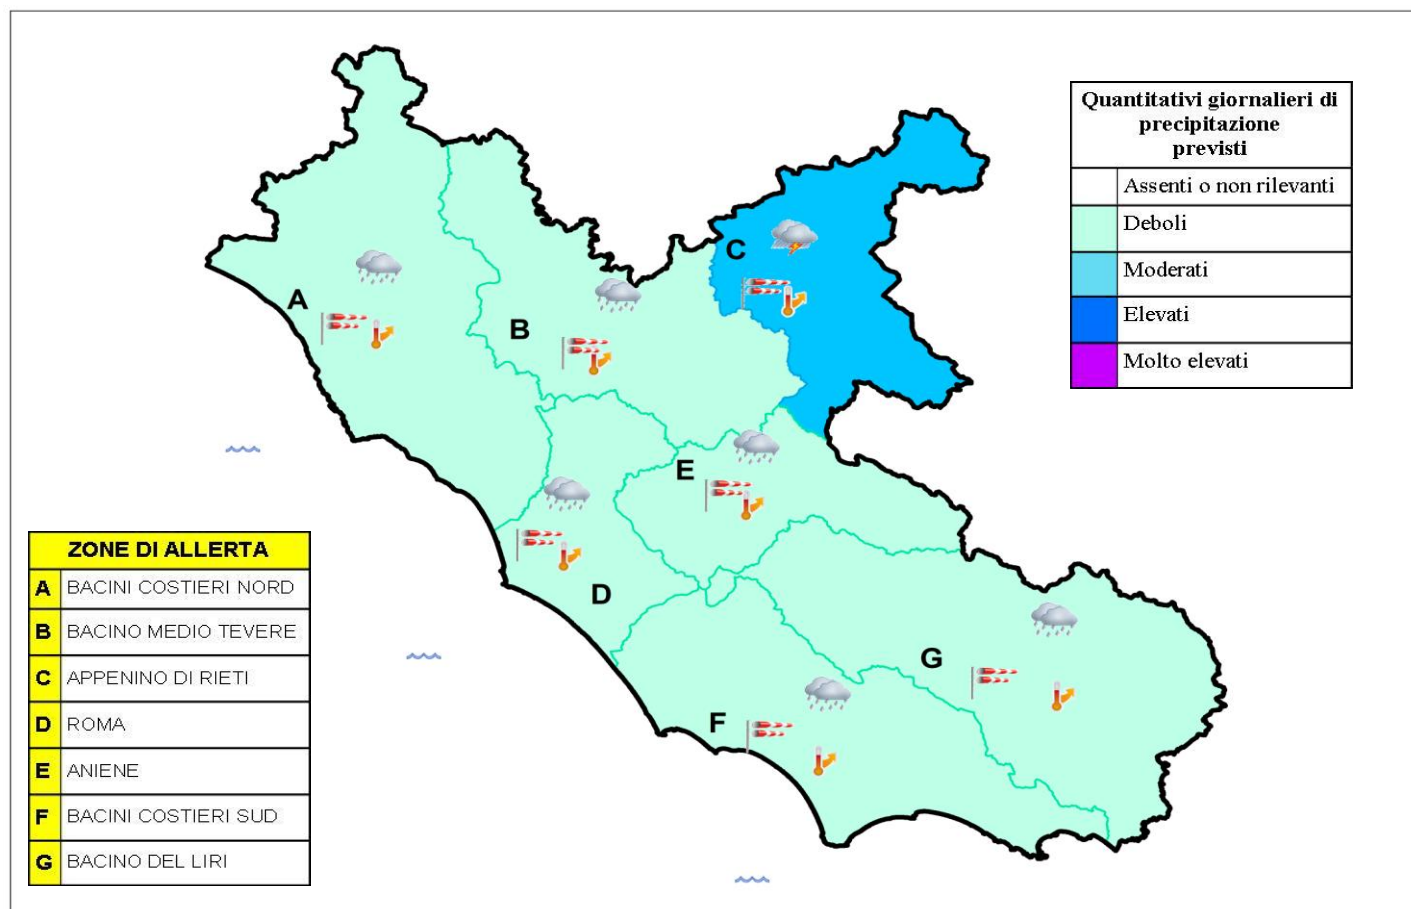 Quantitativi giornalieri di
precipitazione
previsti
Assenti o non rilevanti
Deboli
Moderati
Elevati
Molto elevati
A
B
C
D
E
F
G
ZONE DI ALLERTA
A BACINI COSTIERI NORD
B BACINO MEDIO TEVERE
C APPENINO DI RIETI
D ROMA
E ANIENE
F BACINI COSTIERI SUD
G BACINO DEL LIRI